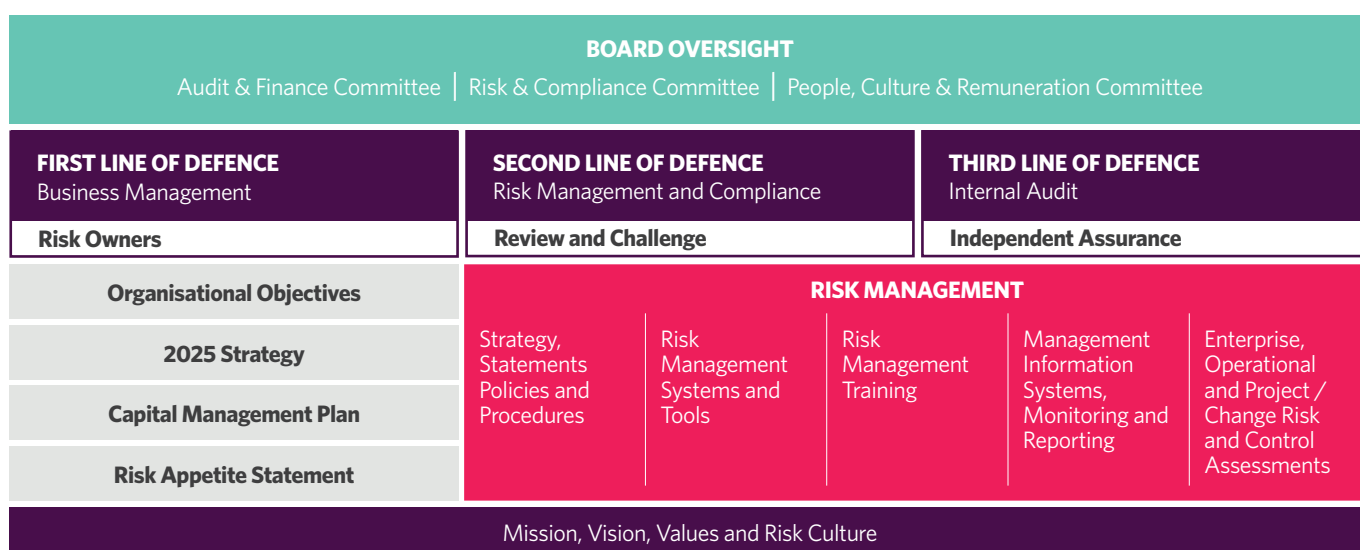 BOARD OVERSIGHT
Audit & Finance Committee | Risk & Compliance Committee | People, Culture & Remuneration Committee
FIRST LINE OF DEFENCE
Business Management
Risk Owners
SECOND LINE OF DEFENCE
Risk Management and Compliance
Review and Challenge
THIRD LINE OF DEFENCE
Internal Audit
Independent Assurance
Organisational Objectives
2025 Strategy
Capital Management Plan
Risk Appetite Statement
RISK MANAGEMENT
Strategy,
Statements
Policies and
Procedures
Risk
Management
Systems and
Tools
Risk
Management
Training
Management
Information
Systems,
Monitoring and
Reporting
Enterprise,
Operational
and Project /
Change Risk
and Control
Assessments
Mission, Vision, Values and Risk Culture